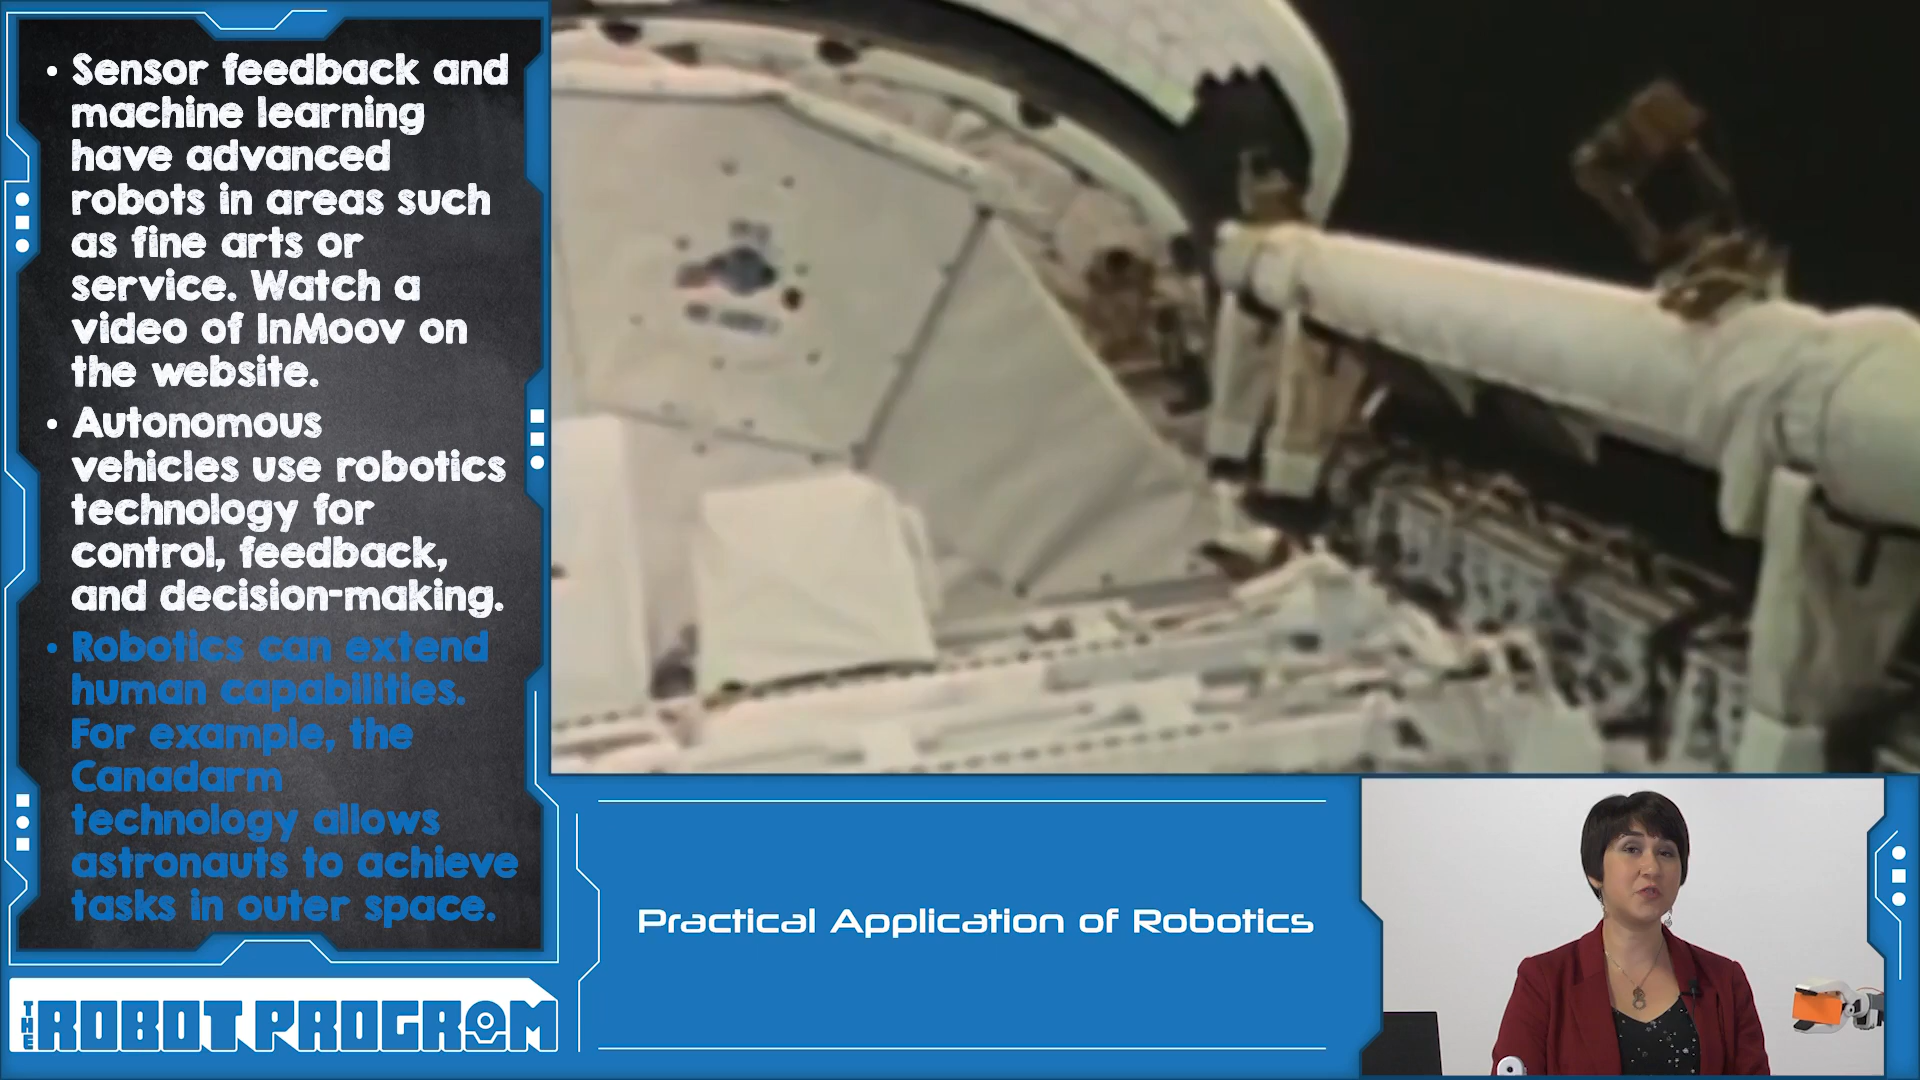 • Sensor feedback and
machine learning
have advanced
robots in areas such
as fine arts or
service. Watch a
video of InMoov on
the website.
• Autonomous
vehicles use robotics
technology for
control, feedback,
and decision-making.
• Robotics can extend
human capabilities.
For example, the
Canadarm
technology allows
astronauts to achieve
tasks in outer space.
Practical Application of Robotics
THE ROBOT PROGRAM